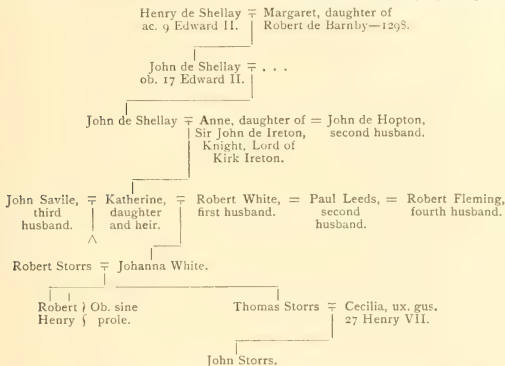 Henry de Shellay ╤ Margaret, daughter of
ac. 9 Edward II. Robert de Barnby—1298.
John de Shellay ╤ . . .
ob. 17 Edward II.
John de Shellay ╤ Anne, daughter of = John de Hopton,
Sir John de Ireton, second husband.
Knight, Lord of
Kirk Ireton.
John Savile, ╤ Katherine, ╤ Robert White, = Paul Leeds, = Robert Fleming,
third daughter first husband. second fourth husband.
husband. and heir. husband.
Robert Storrs ╤ Johanna White.
Robert } Ob. sine Thomas Storrs ╤ Cecilia, ux. gus.
Henry } prole. 27 Henry VII.
John Storrs.